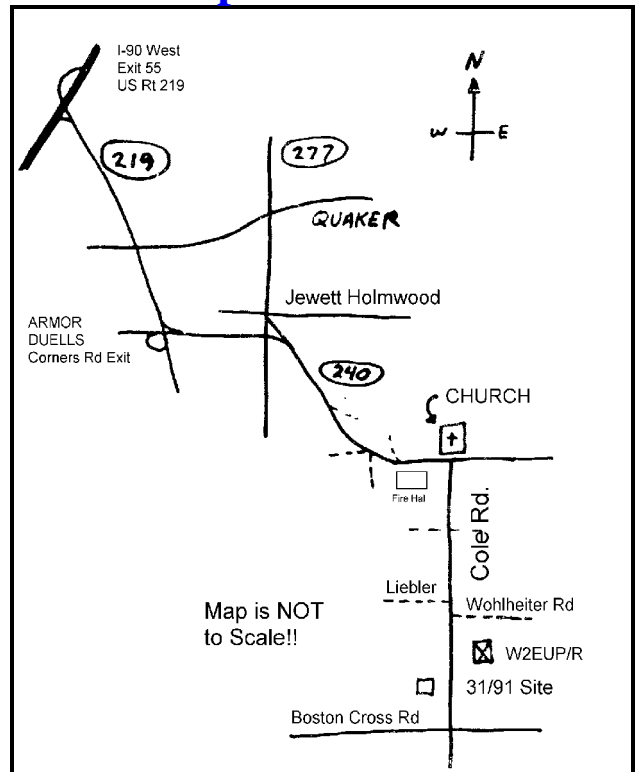 I-90 West
Exit 55
US Rt 219
N
W
E
219
277
QUAKER
Jewett Holmwood
ARMOR
DUELLS
Corners Rd Exit
240
CHURCH
Fire Hal
Cole Rd.
Liebler
Wohlheiter Rd
Map is NOT
to Scale!!
W2EUP/R
31/91 Site
Boston Cross Rd